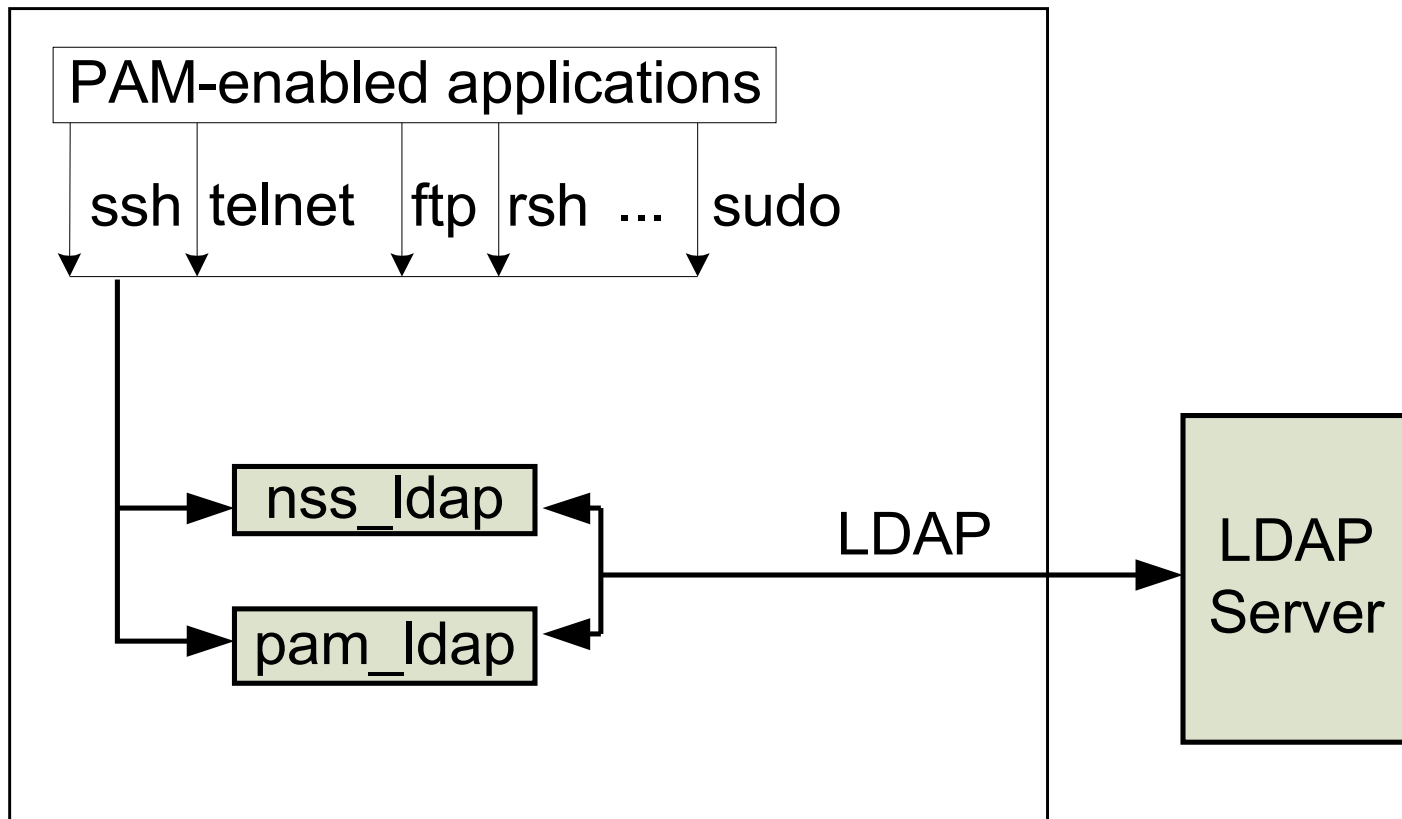 PAM-enabled applications
ssh telnet ftp rsh ... sudo
nss_ldap
LDAP
pam_ldap
LDAP
Server